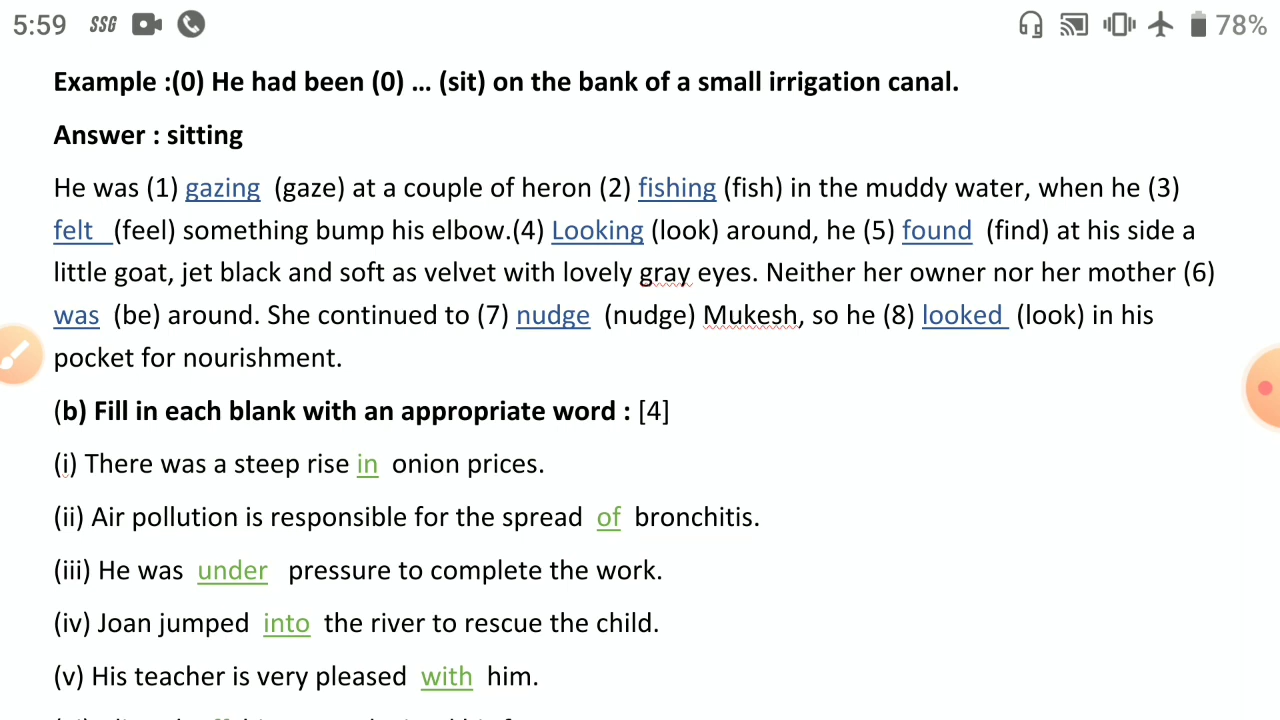 5:59 SSG 78%
Example :(0) He had been (0) ... (sit) on the bank of a small irrigation canal.
Answer : sitting
He was (1) gazing (gaze) at a couple of heron (2) fishing (fish) in the muddy water, when he (3)
felt (feel) something bump his elbow.(4) Looking (look) around, he (5) found (find) at his side a
little goat, jet black and soft as velvet with lovely gray eyes. Neither her owner nor her mother (6)
was (be) around. She continued to (7) nudge (nudge) Mukesh, so he (8) looked (look) in his
pocket for nourishment.
(b) Fill in each blank with an appropriate word : [4]
(i) There was a steep rise in onion prices.
(ii) Air pollution is responsible for the spread of bronchitis.
(iii) He was under pressure to complete the work.
(iv) Joan jumped into the river to rescue the child.
(v) His teacher is very pleased with him.